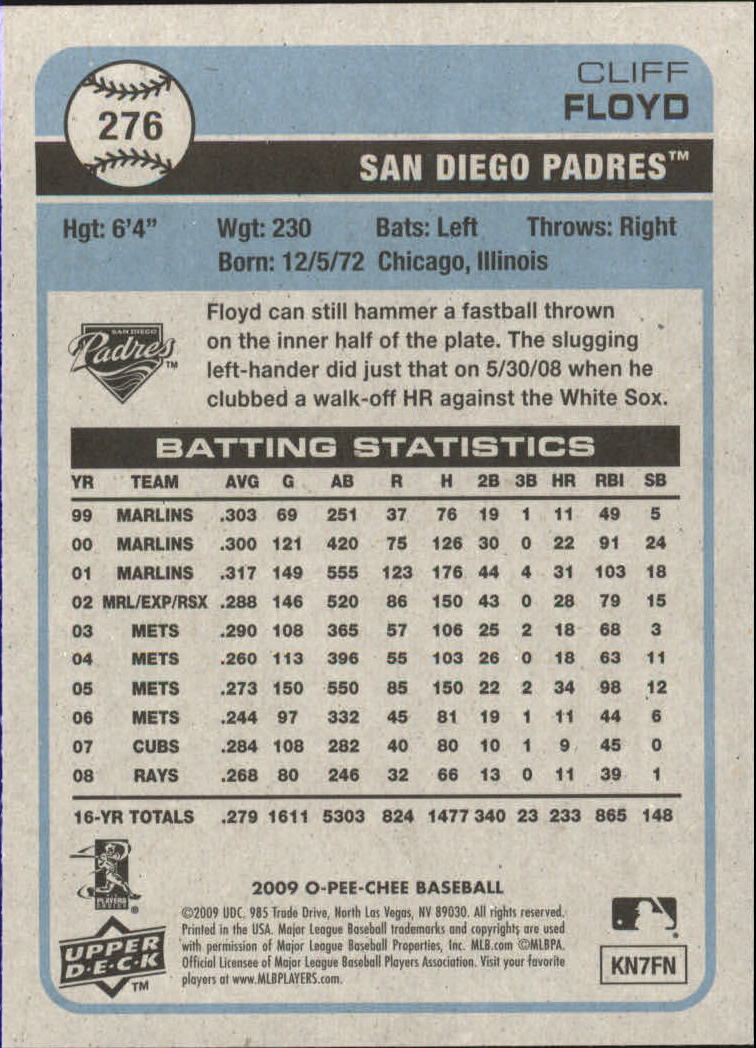 276
CLIFF
FLOYD
SAN DIEGO PADRES™
Hgt: 6'4" Wgt: 230 Bats: Left Throws: Right
Born: 12/5/72 Chicago, Illinois
SAN DIEGO
Padres™
Floyd can still hammer a fastball thrown
on the inner half of the plate. The slugging
left-hander did just that on 5/30/08 when he
clubbed a walk-off HR against the White Sox.
BATTING STATISTICS
YR TEAM AVG G AB R H 2B 3B HR RBI SB
99 MARLINS .303 69 251 37 76 19 1 11 49 5
00 MARLINS .300 121 420 75 126 30 0 22 91 24
01 MARLINS .317 149 555 123 176 44 4 31 103 18
02 MRL/EXP/RSX .288 146 520 86 150 43 0 28 79 15
03 METS .290 108 365 57 106 25 2 18 68 3
04 METS .260 113 396 55 103 26 0 18 63 11
05 METS .273 150 550 85 150 22 2 34 98 12
06 METS .244 97 332 45 81 19 1 11 44 6
07 CUBS .284 108 282 40 80 10 1 9 45 0
08 RAYS .268 80 246 32 66 13 0 11 39 1
16-YR TOTALS .279 1611 5303 824 1477 340 23 233 865 148
PLAYERS
CHOICE
®
2009 O-PEE-CHEE BASEBALL
©2009 UDC. 985 Trade Drive, North Las Vegas, NV 89030. All rights reserved.
Printed in the USA. Major League Baseball trademarks and copyrights are used
with permission of Major League Baseball Properties, Inc. MLB.com ©MLBPA.
Official Licensee of Major League Baseball Players Association. Visit your favorite
players at www.MLBPLAYERS.com.
UPPER
D·E·C·K
TM
KN7FN